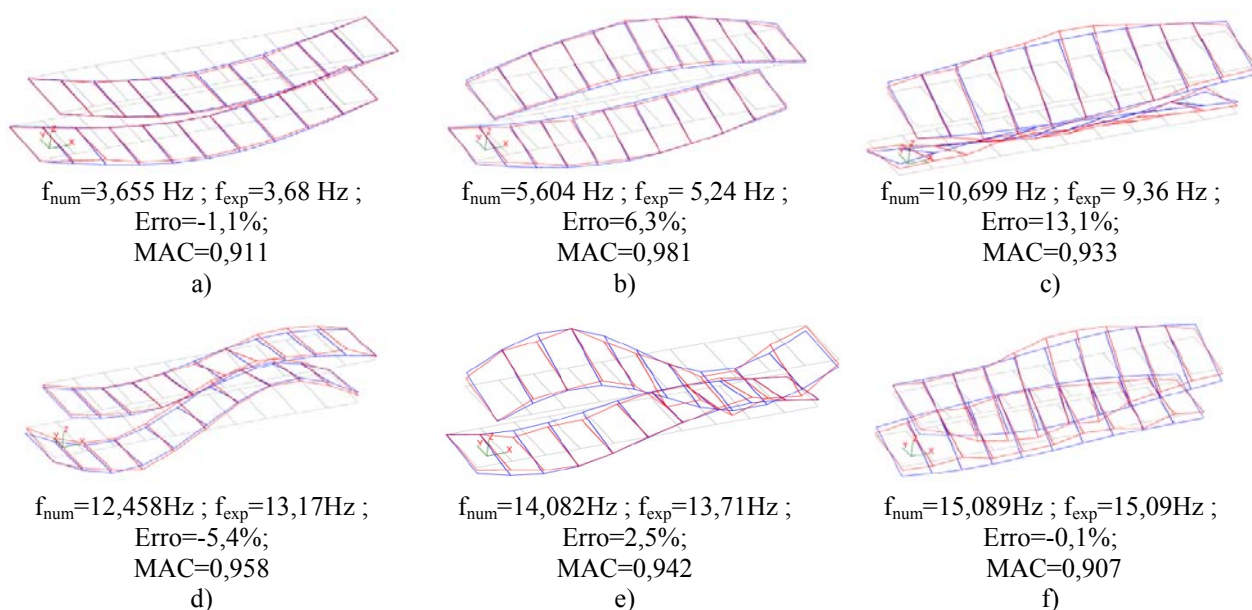 f_num=3,655 Hz ; f_exp=3,68 Hz ;
Erro=-1,1%;
MAC=0,911
a)
f_num=5,604 Hz ; f_exp= 5,24 Hz ;
Erro=6,3%;
MAC=0,981
b)
f_num=10,699 Hz ; f_exp= 9,36 Hz ;
Erro=13,1%;
MAC=0,933
c)
f_num=12,458Hz ; f_exp=13,17Hz ;
Erro=-5,4%;
MAC=0,958
d)
f_num=14,082Hz ; f_exp=13,71Hz ;
Erro=2,5%;
MAC=0,942
e)
f_num=15,089Hz ; f_exp=15,09Hz ;
Erro=-0,1%;
MAC=0,907
f)